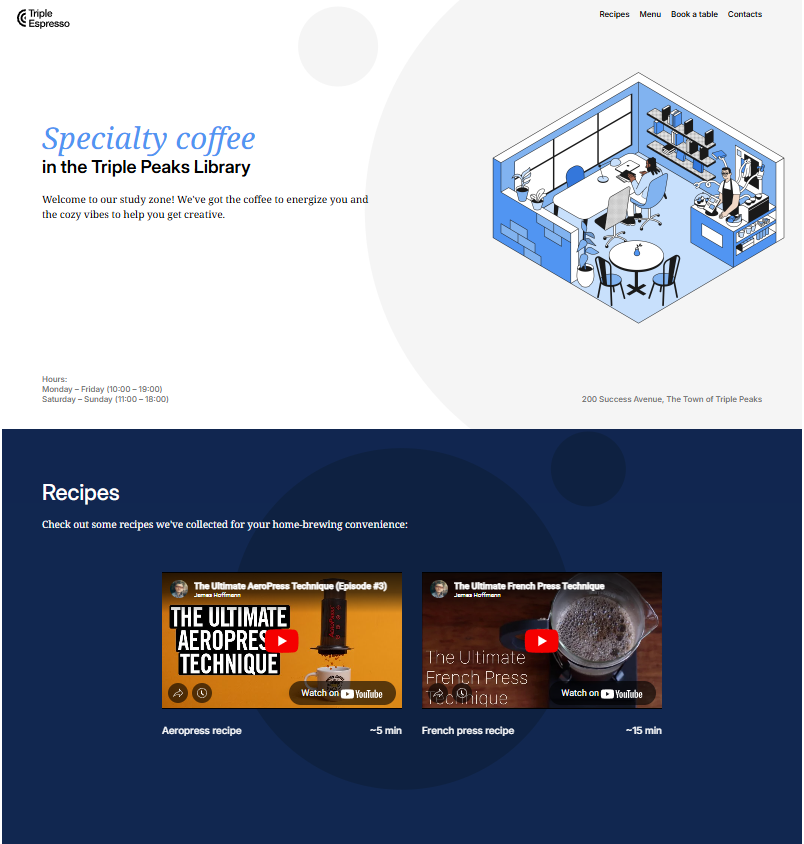 Triple
Espresso
Recipes Menu Book a table Contacts
Specialty coffee
in the Triple Peaks Library
Welcome to our study zone! We've got the coffee to energize you and
the cozy vibes to help you get creative.
Hours:
Monday – Friday (10:00 – 19:00)
Saturday – Sunday (11:00 – 18:00)
200 Success Avenue, The Town of Triple Peaks
Recipes
Check out some recipes we've collected for your home-brewing convenience:
The Ultimate AeroPress Technique (Episode #3)
James Hoffmann
THE ULTIMATE
AEROPRESS
TECHNIQUE
Watch on YouTube
Aeropress recipe ~5 min
The Ultimate French Press Technique
James Hoffmann
The Ultimate
French Press
Technique
Watch on YouTube
French press recipe ~15 min